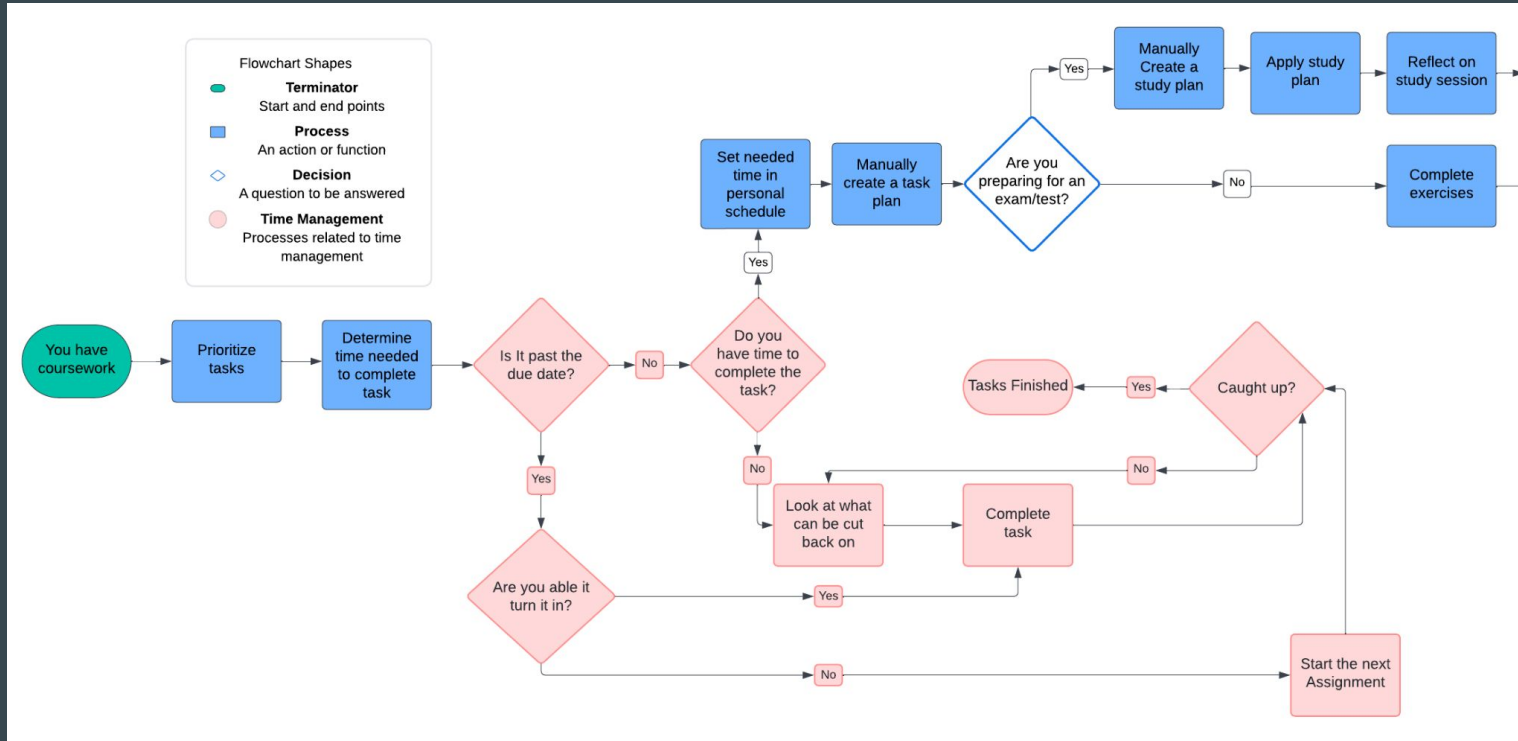 Flowchart Shapes
Terminator
Start and end points
Process
An action or function
Decision
A question to be answered
Time Management
Processes related to time
management
You have
coursework
Prioritize
tasks
Determine
time needed
to complete
task
Is It past the
due date?
No
Do you
have time to
complete the
task?
Yes
Set needed
time in
personal
schedule
Manually
create a task
plan
Are you
preparing for an
exam/test?
Yes
Manually
Create a
study plan
Apply study
plan
Reflect on
study session
No
Complete
exercises
No
Look at what
can be cut
back on
Complete
task
Caught up?
Yes
Tasks Finished
No
Yes
Are you able it
turn it in?
Yes
No
Start the next
Assignment